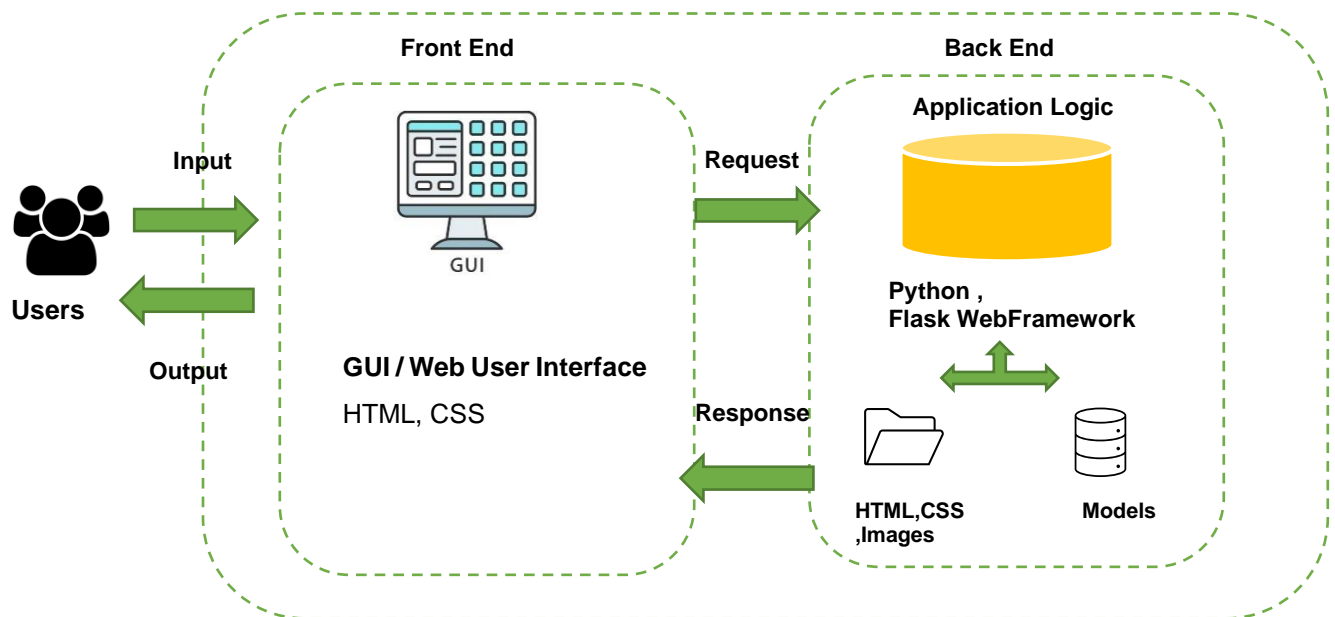 Front End
Back End
Application Logic
Input
Request
GUI
Users
Python ,
Flask WebFramework
Output
GUI / Web User Interface
HTML, CSS
Response
HTML,CSS
,Images
Models